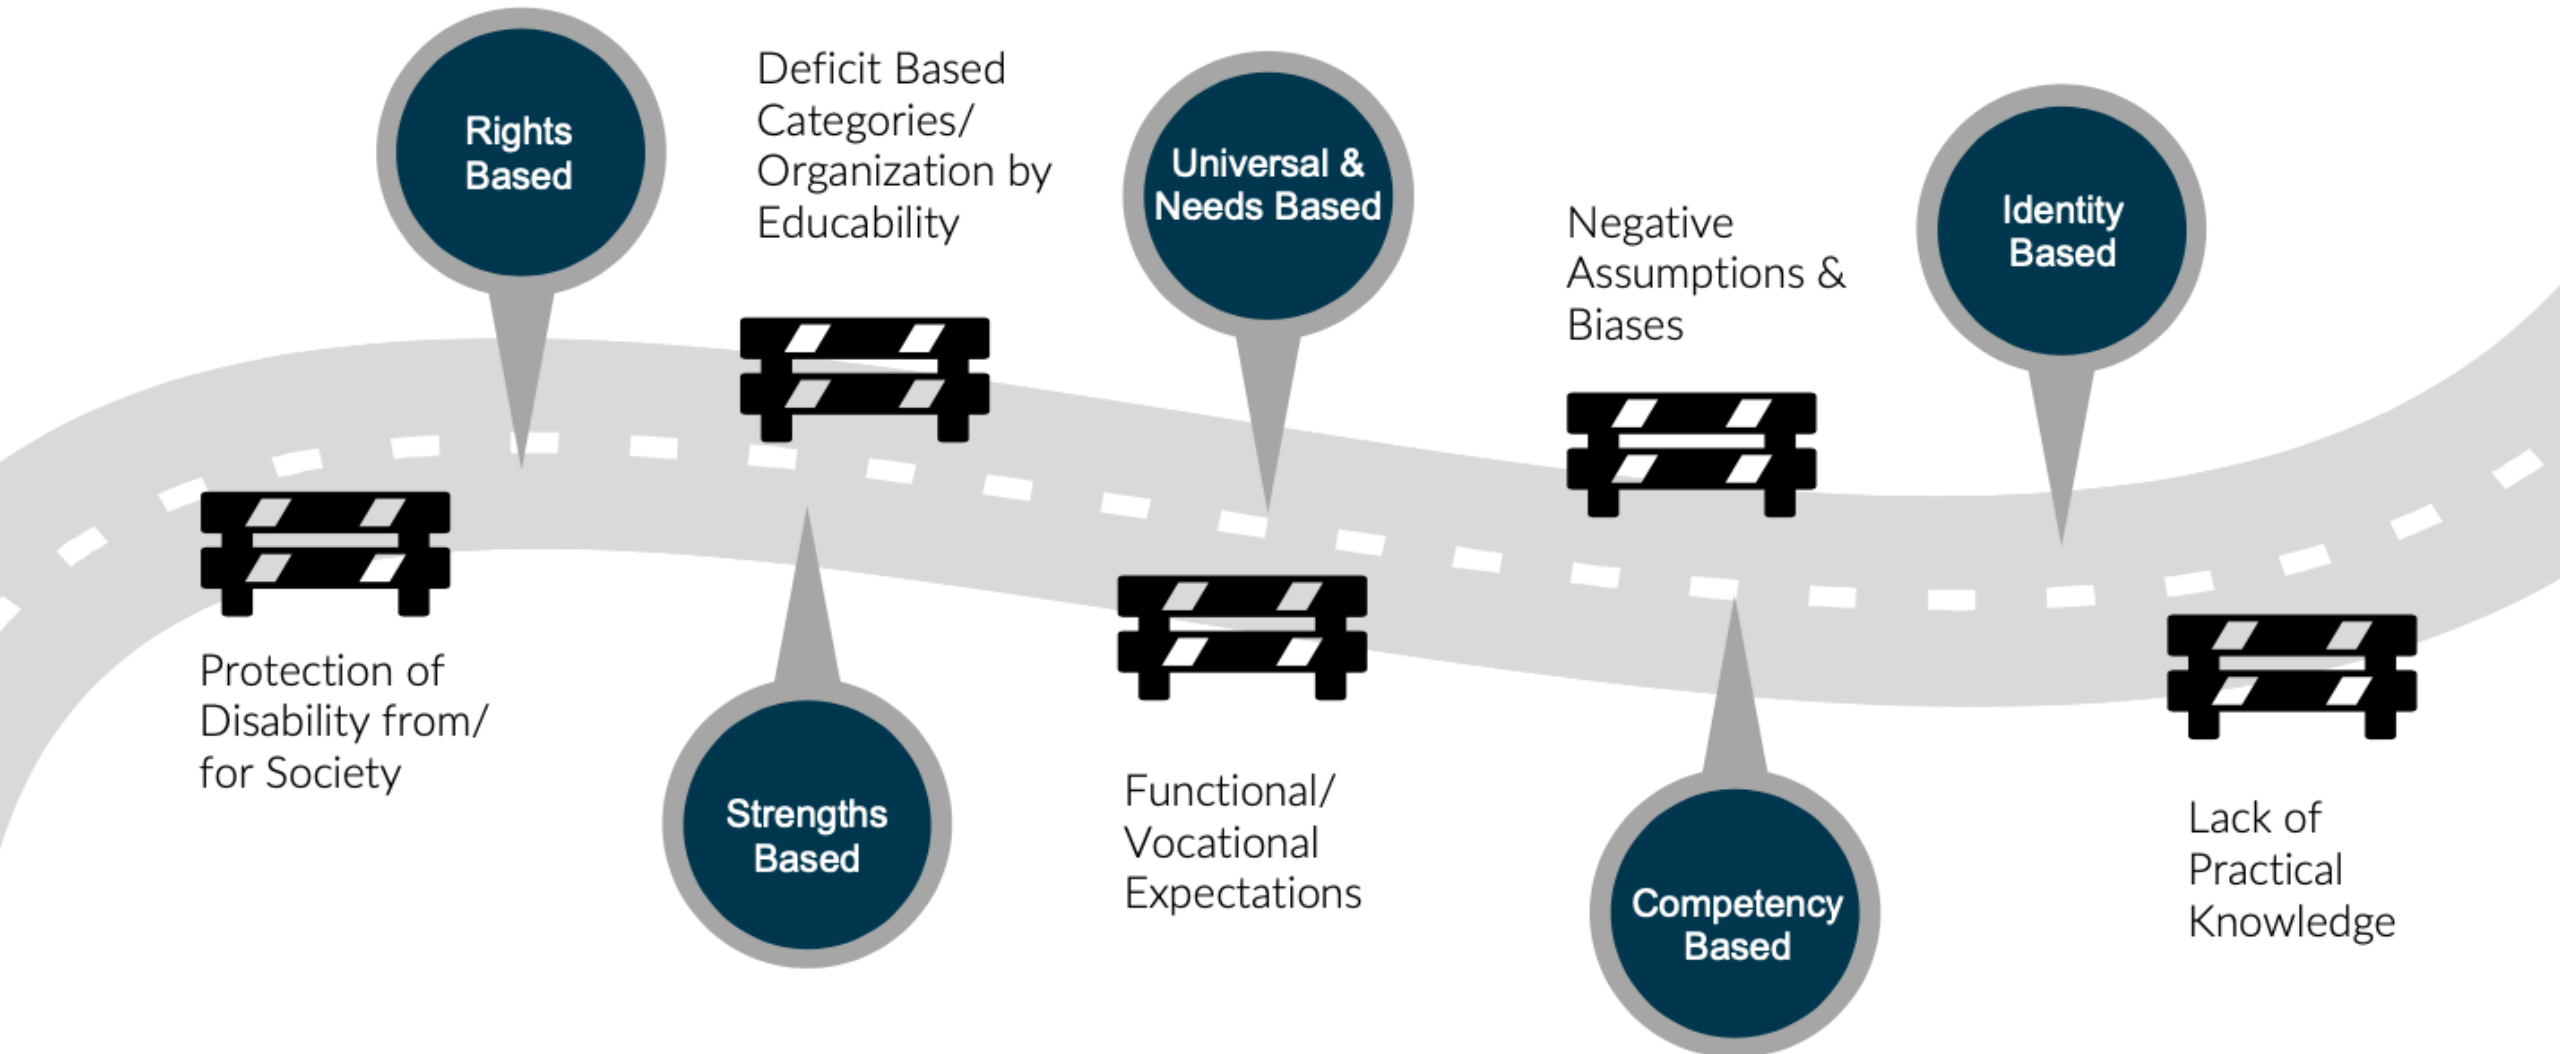 Rights
Based
Deficit Based
Categories/
Organization by
Educability
Universal &
Needs Based
Negative
Assumptions &
Biases
Identity
Based
Protection of
Disability from/
for Society
Strengths
Based
Functional/
Vocational
Expectations
Competency
Based
Lack of
Practical
Knowledge